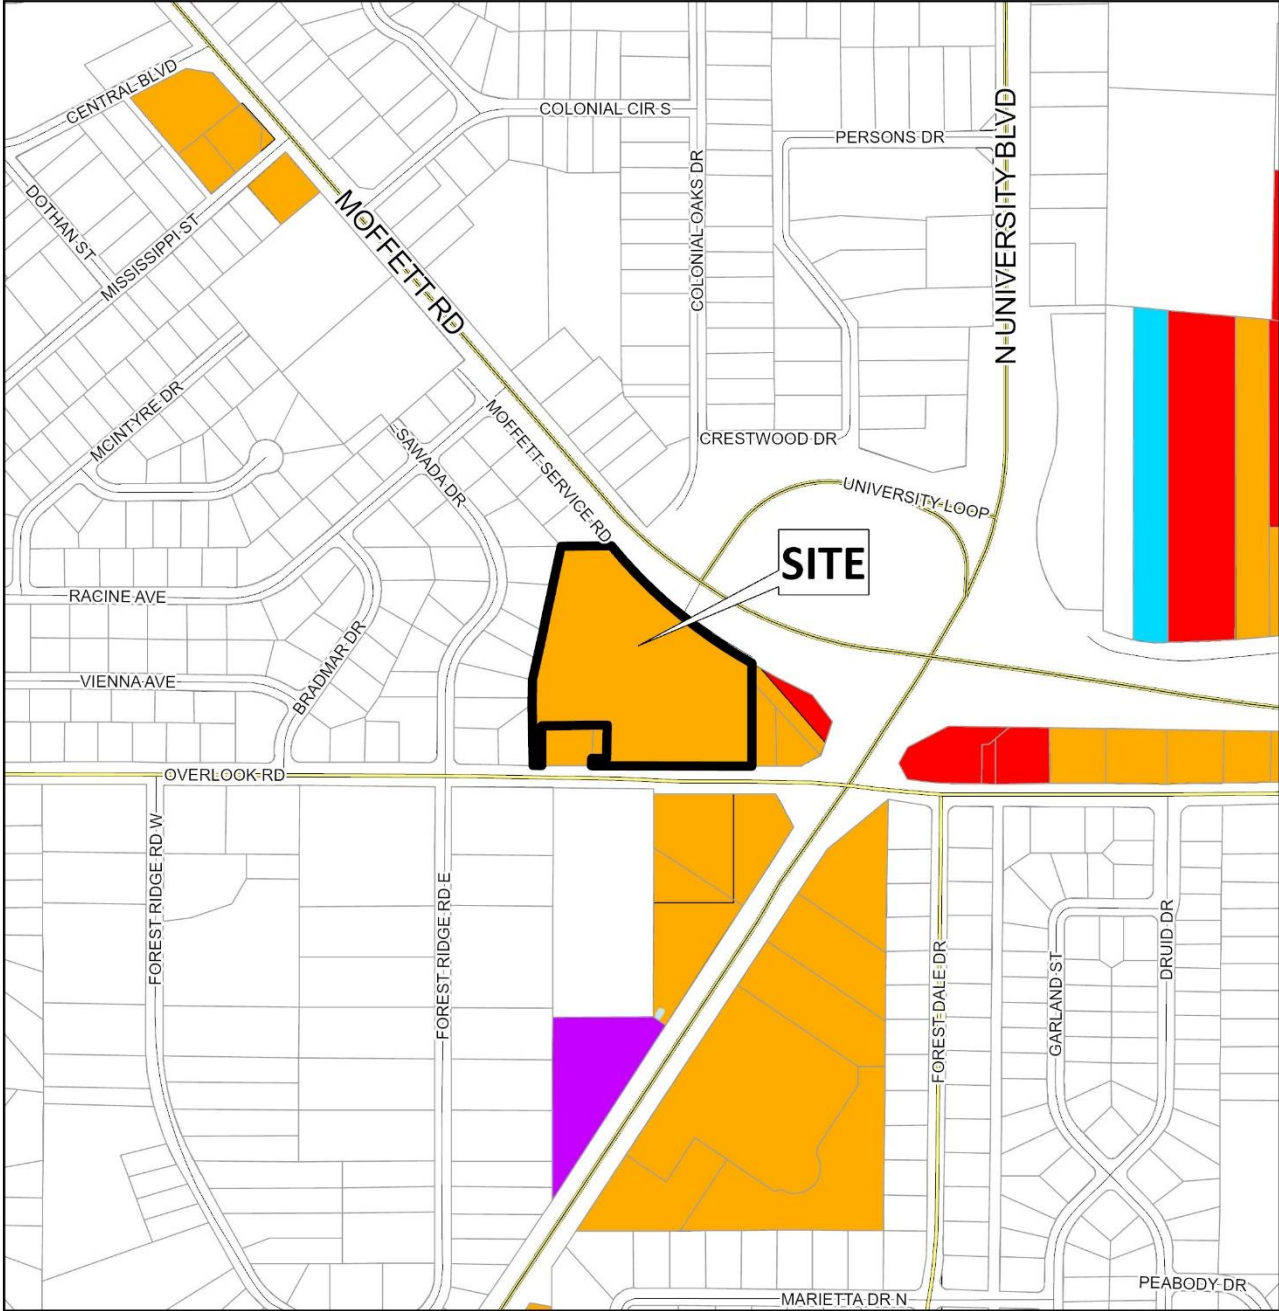 CENTRAL BLVD
COLONIAL CIR S
PERSONS DR
N UNIVERSITY BLVD
DOTHAN ST
MISSISSIPPI ST
MOFFETT RD
COLONIAL OAKS DR
MCINTYRE DR
SAWADA DR
MOFFETT SERVICE RD
CRESTWOOD DR
UNIVERSITY LOOP
SITE
RACINE AVE
BRADMAR DR
VIENNA AVE
OVERLOOK RD
FOREST RIDGE RD W
FOREST RIDGE RD E
FOREST DALE DR
GARLAND ST
DRUID DR
PEABODY DR
MARIETTA DR N